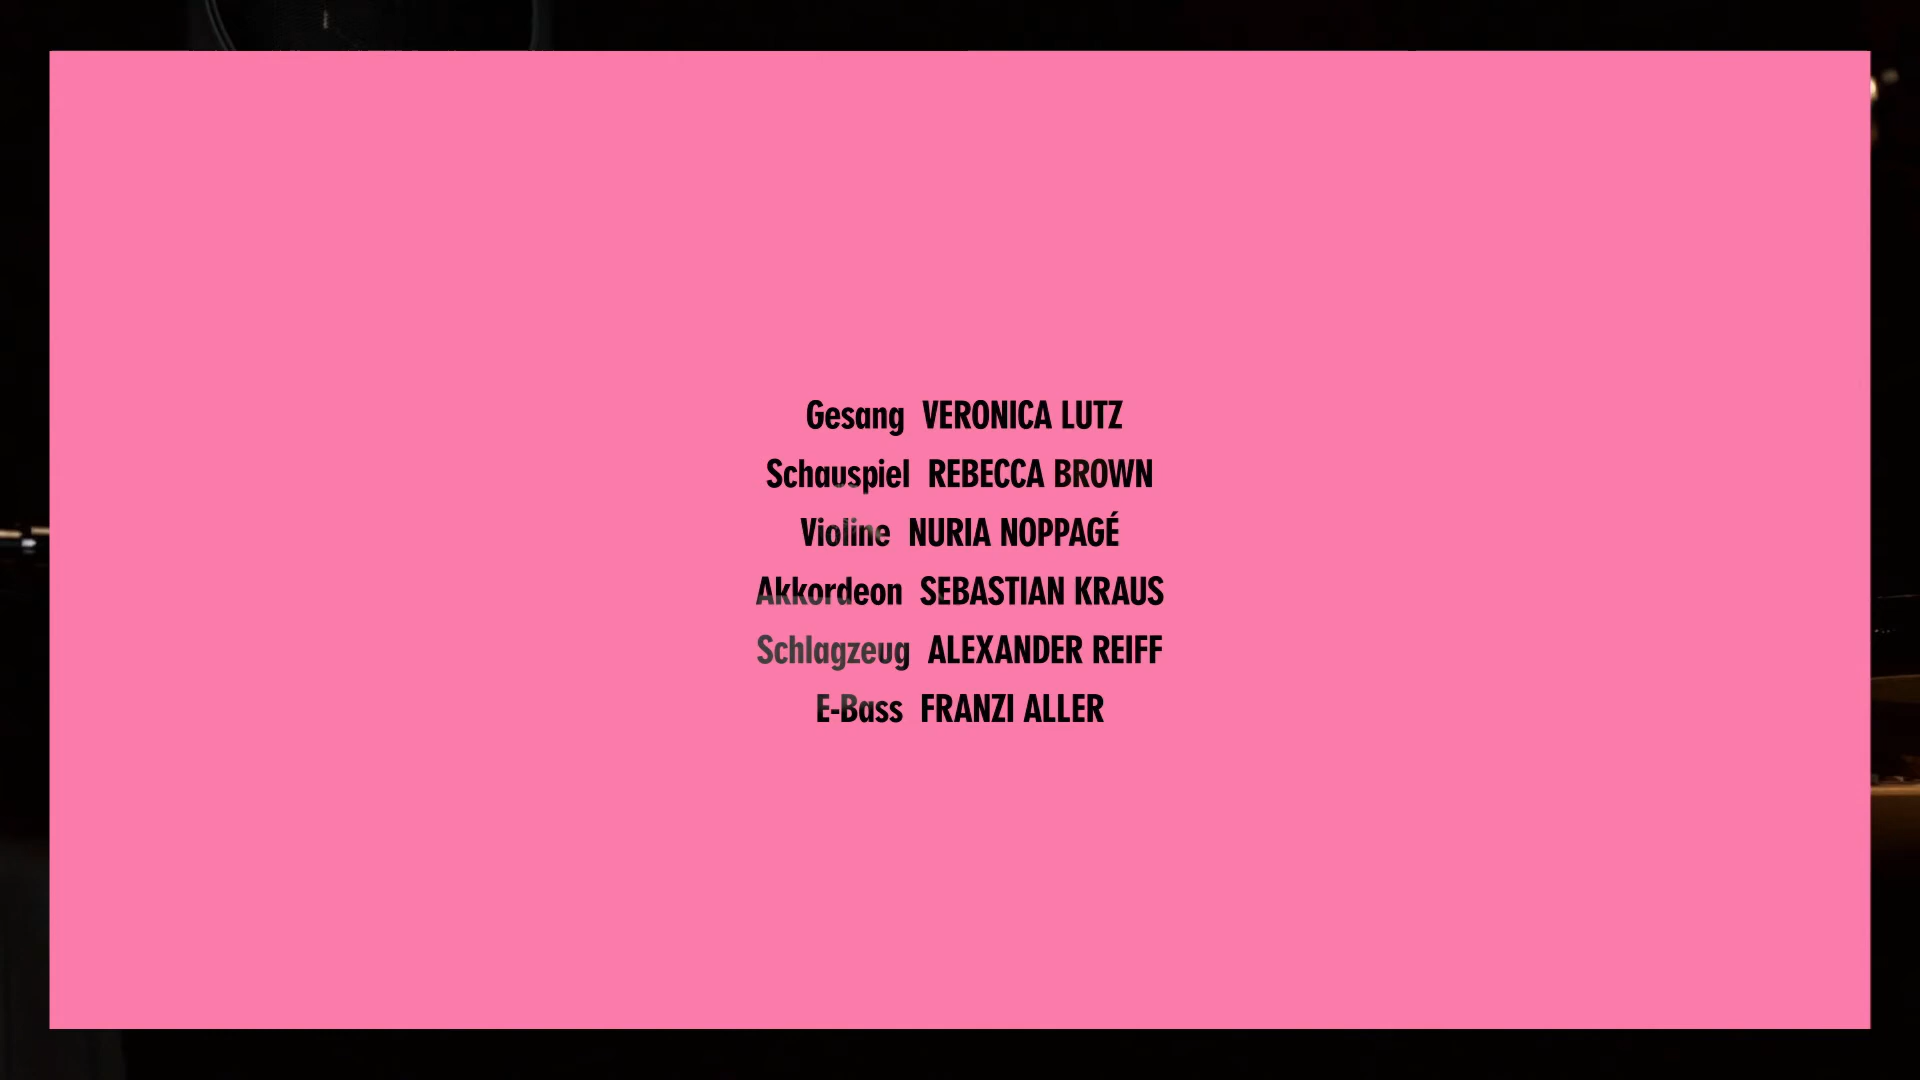 Gesang VERONICA LUTZ
Schauspiel REBECCA BROWN
Violine NURIA NOPPAGÉ
Akkordeon SEBASTIAN KRAUS
Schlagzeug ALEXANDER REIFF
E-Bass FRANZI ALLER